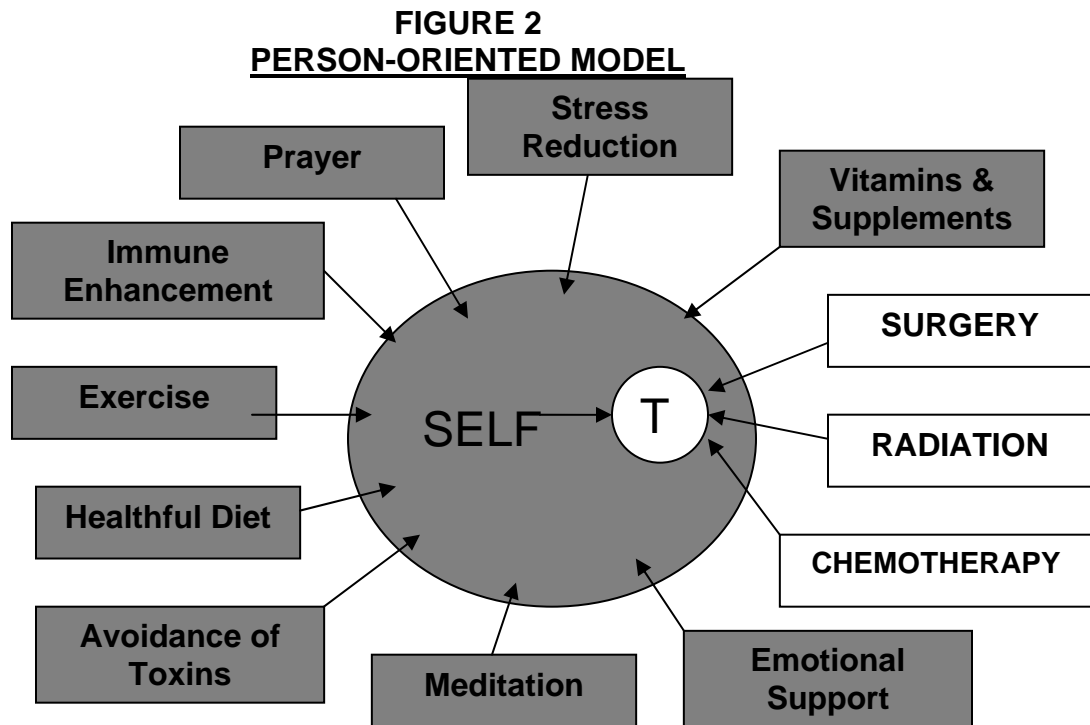 FIGURE 2
PERSON-ORIENTED MODEL
Stress
Reduction
Prayer
Vitamins &
Supplements
Immune
Enhancement
SURGERY
Exercise
SELF
T
RADIATION
Healthful Diet
CHEMOTHERAPY
Avoidance of
Toxins
Meditation
Emotional
Support